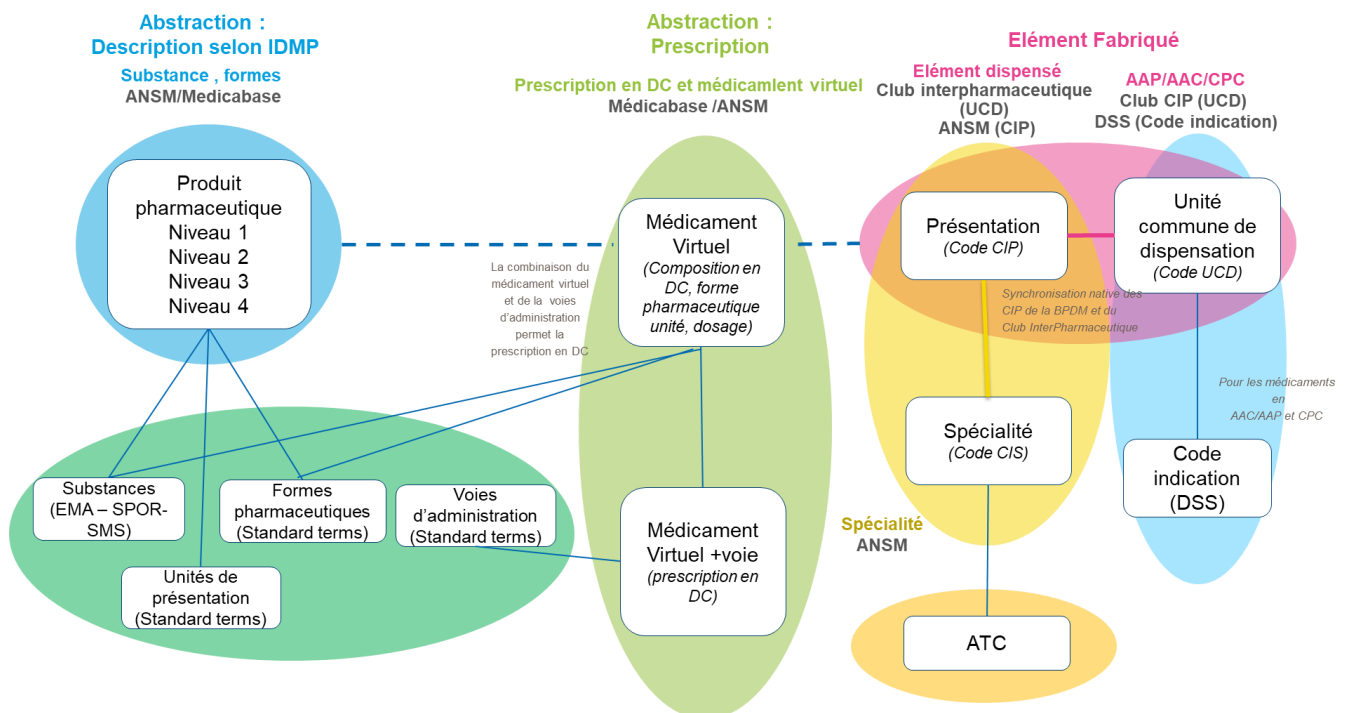 Abstraction :
Description selon IDMP
Substance , formes
ANSM/Medicabase
Produit
pharmaceutique
Niveau 1
Niveau 2
Niveau 3
Niveau 4
Substances
(EMA – SPOR-
SMS)
Formes
pharmaceutiques
(Standard terms)
Voies
d’administration
(Standard terms)
Unités de
présentation
(Standard terms)
Abstraction :
Prescription
Prescription en DC et médicamlent virtuel
Médicabase /ANSM
La combinaison du
médicament virtuel
et de la voies
d’administration
permet la
prescription en DC
Médicament
Virtuel
(Composition en
DC, forme
pharmaceutique
unité, dosage)
Médicament
Virtuel +voie
(prescription en
DC)
Elément Fabriqué
Elément dispensé
Club interpharmaceutique
(UCD)
ANSM (CIP)
AAP/AAC/CPC
Club CIP (UCD)
DSS (Code indication)
Présentation
(Code CIP)
Unité
commune de
dispensation
(Code UCD)
Synchronisation native des
CIP de la BPDM et du
Club InterPharmaceutique
Pour les médicaments
en
AAC/AAP et CPC
Spécialité
(Code CIS)
Code
indication
(DSS)
Spécialité
ANSM
ATC